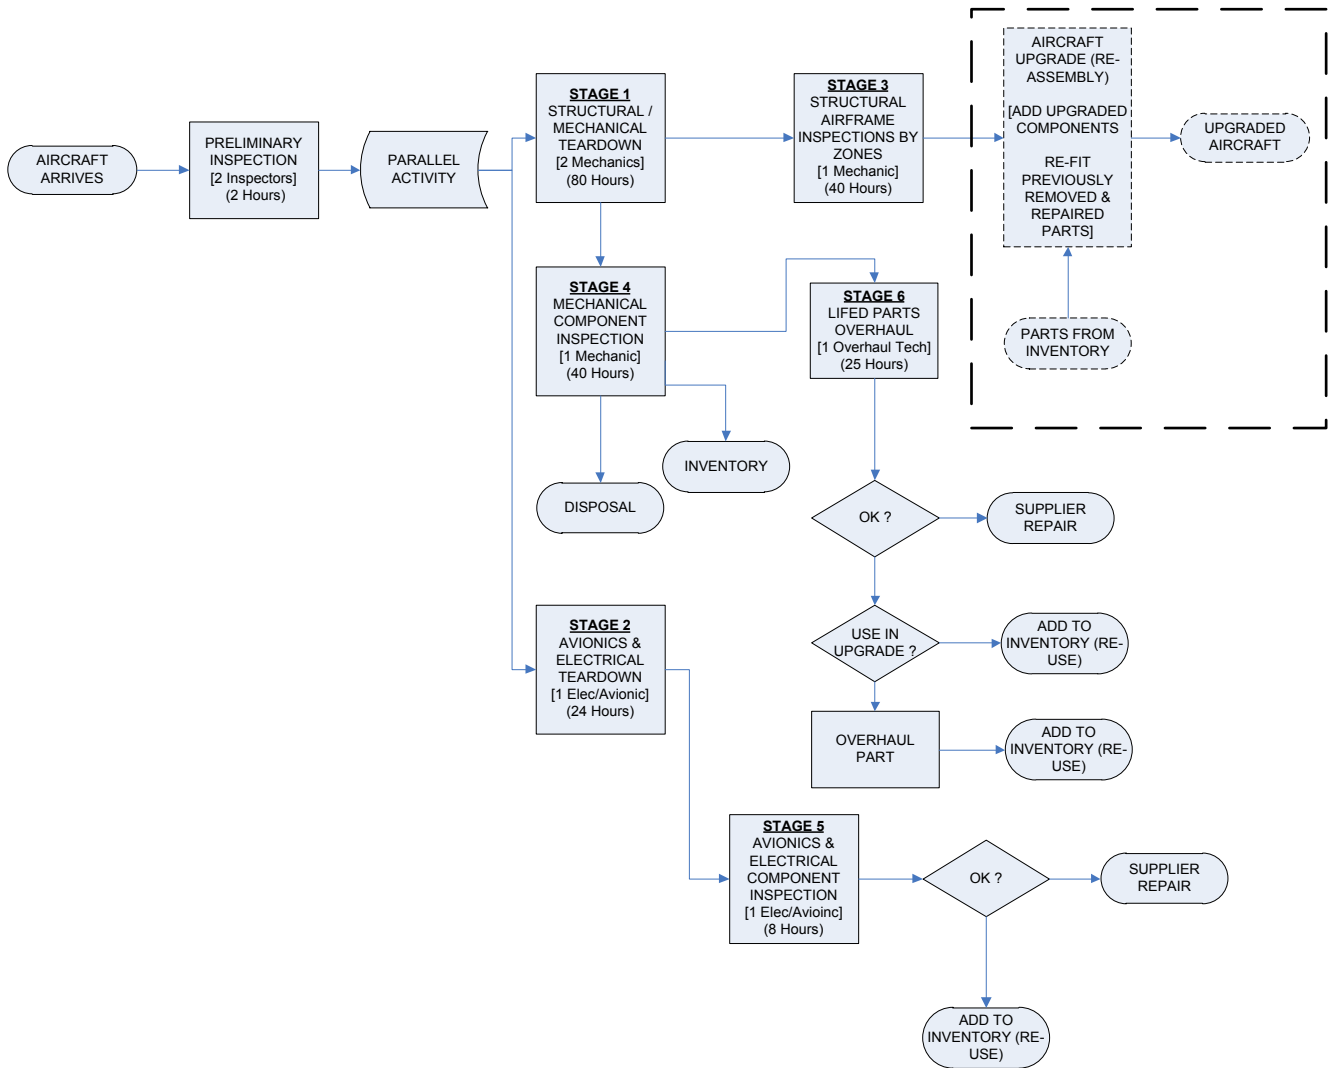 AIRCRAFT
ARRIVES
PRELIMINARY
INSPECTION
[2 Inspectors]
(2 Hours)
PARALLEL
ACTIVITY
STAGE 1
STRUCTURAL /
MECHANICAL
TEARDOWN
[2 Mechanics]
(80 Hours)
STAGE 3
STRUCTURAL
AIRFRAME
INSPECTIONS BY
ZONES
[1 Mechanic]
(40 Hours)
AIRCRAFT
UPGRADE (RE-
ASSEMBLY)
[ADD UPGRADED
COMPONENTS
RE-FIT
PREVIOUSLY
REMOVED &
REPAIRED
PARTS]
UPGRADED
AIRCRAFT
STAGE 4
MECHANICAL
COMPONENT
INSPECTION
[1 Mechanic]
(40 Hours)
STAGE 6
LIFED PARTS
OVERHAUL
[1 Overhaul Tech]
(25 Hours)
PARTS FROM
INVENTORY
INVENTORY
DISPOSAL
OK ?
SUPPLIER
REPAIR
STAGE 2
AVIONICS &
ELECTRICAL
TEARDOWN
[1 Elec/Avionic]
(24 Hours)
USE IN
UPGRADE ?
ADD TO
INVENTORY (RE-
USE)
OVERHAUL
PART
ADD TO
INVENTORY (RE-
USE)
STAGE 5
AVIONICS &
ELECTRICAL
COMPONENT
INSPECTION
[1 Elec/Avioinc]
(8 Hours)
OK ?
SUPPLIER
REPAIR
ADD TO
INVENTORY (RE-
USE)